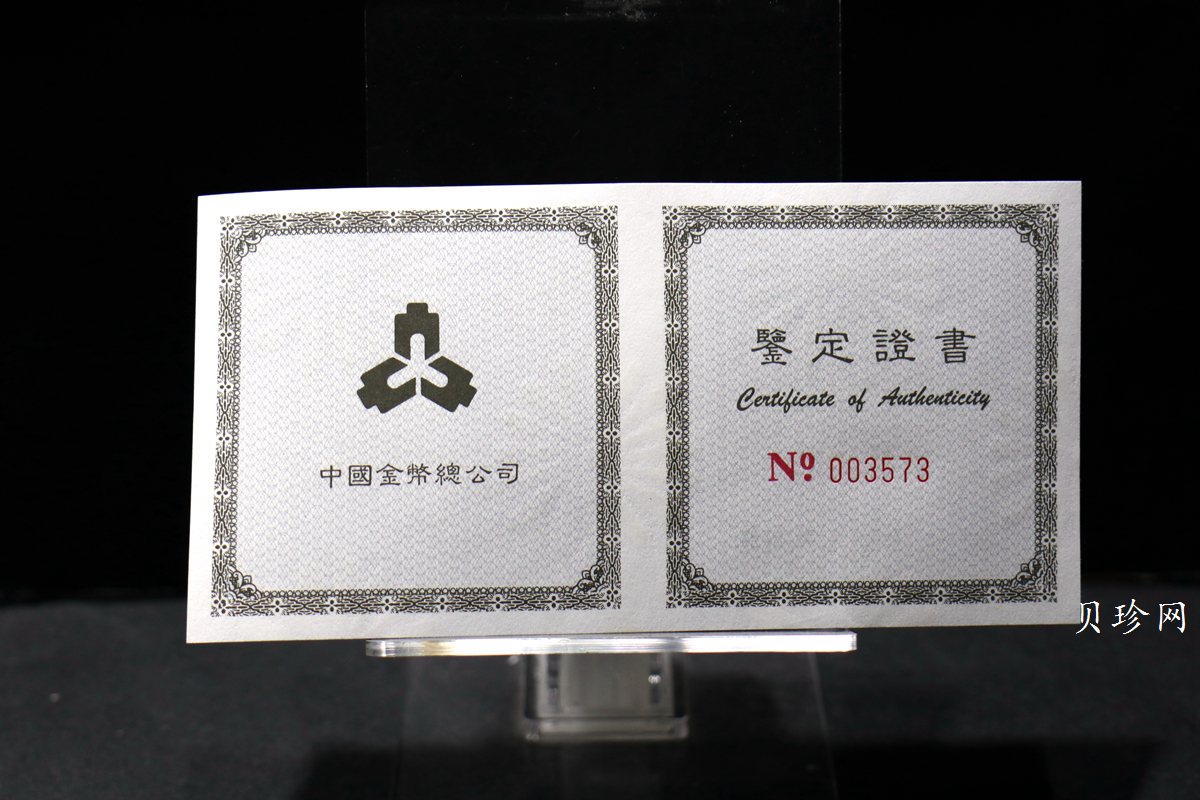 中國金幣總公司
鑒定證書
Certificate of Authenticity
Nº 003573
贝珍网